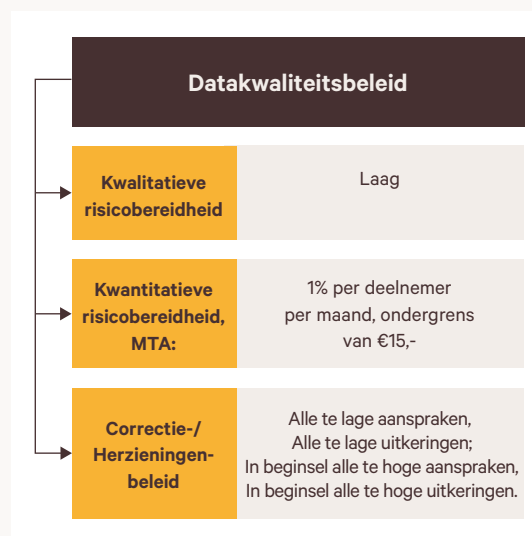 Datakwaliteitsbeleid
Kwalitatieve
risicobereidheid
Laag
Kwantitatieve
risicobereidheid,
MTA:
1% per deelnemer
per maand, ondergrens
van €15,-
Correctie-/
Herzieningen-
beleid
Alle te lage aanspraken,
Alle te lage uitkeringen;
In beginsel alle te hoge aanspraken,
In beginsel alle te hoge uitkeringen.